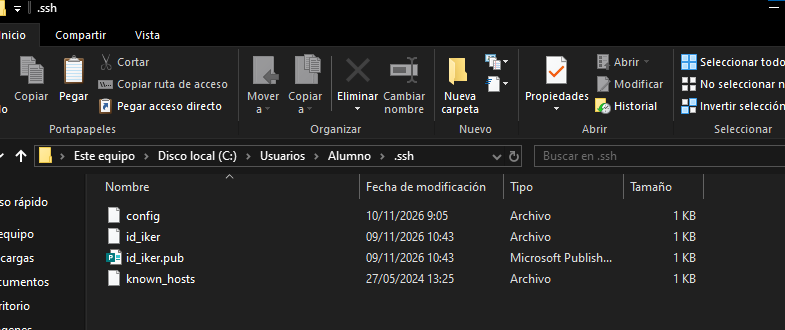 .ssh
Inicio Compartir Vista
Copiar
Pegar
Cortar
Copiar ruta de acceso
Pegar acceso directo
Mover a
Copiar a
Eliminar
Cambiar nombre
Nueva carpeta
Propiedades
Abrir
Modificar
Historial
Seleccionar todo
No seleccionar n
Invertir selección
Portapapeles Organizar Nuevo Abrir Seleccionar
Este equipo > Disco local (C:) > Usuarios > Alumno > .ssh
Buscar en .ssh
Nombre Fecha de modificación Tipo Tamaño
config 10/11/2026 9:05 Archivo 1 KB
id_iker 09/11/2026 10:43 Archivo 1 KB
id_iker.pub 09/11/2026 10:43 Microsoft Publish... 1 KB
known_hosts 27/05/2024 13:25 Archivo 1 KB
so rápido
equipo
cargas
cumentos
ritorio